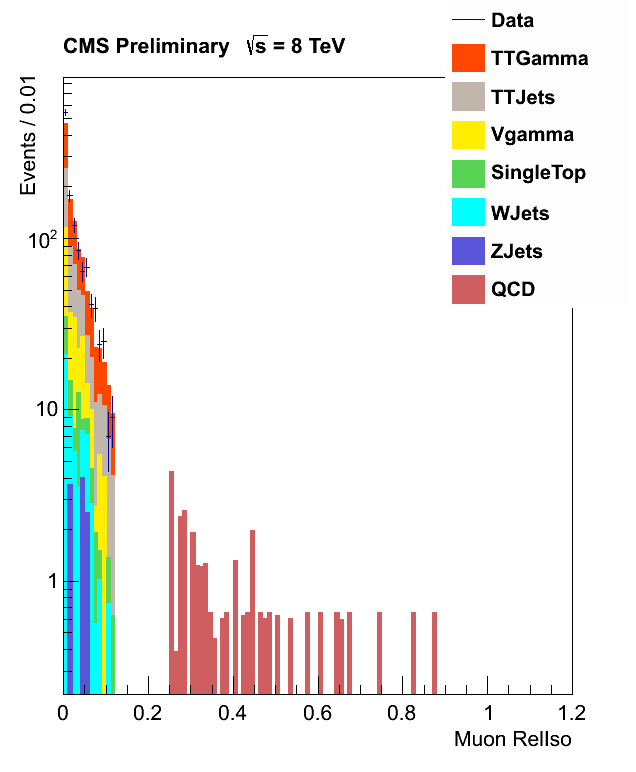 CMS Preliminary √s = 8 TeV
Data
TTGamma
TTJets
Vgamma
SingleTop
WJets
ZJets
QCD
Events / 0.01
10²
10
1
0 0.2 0.4 0.6 0.8 1 1.2
Muon RelIso